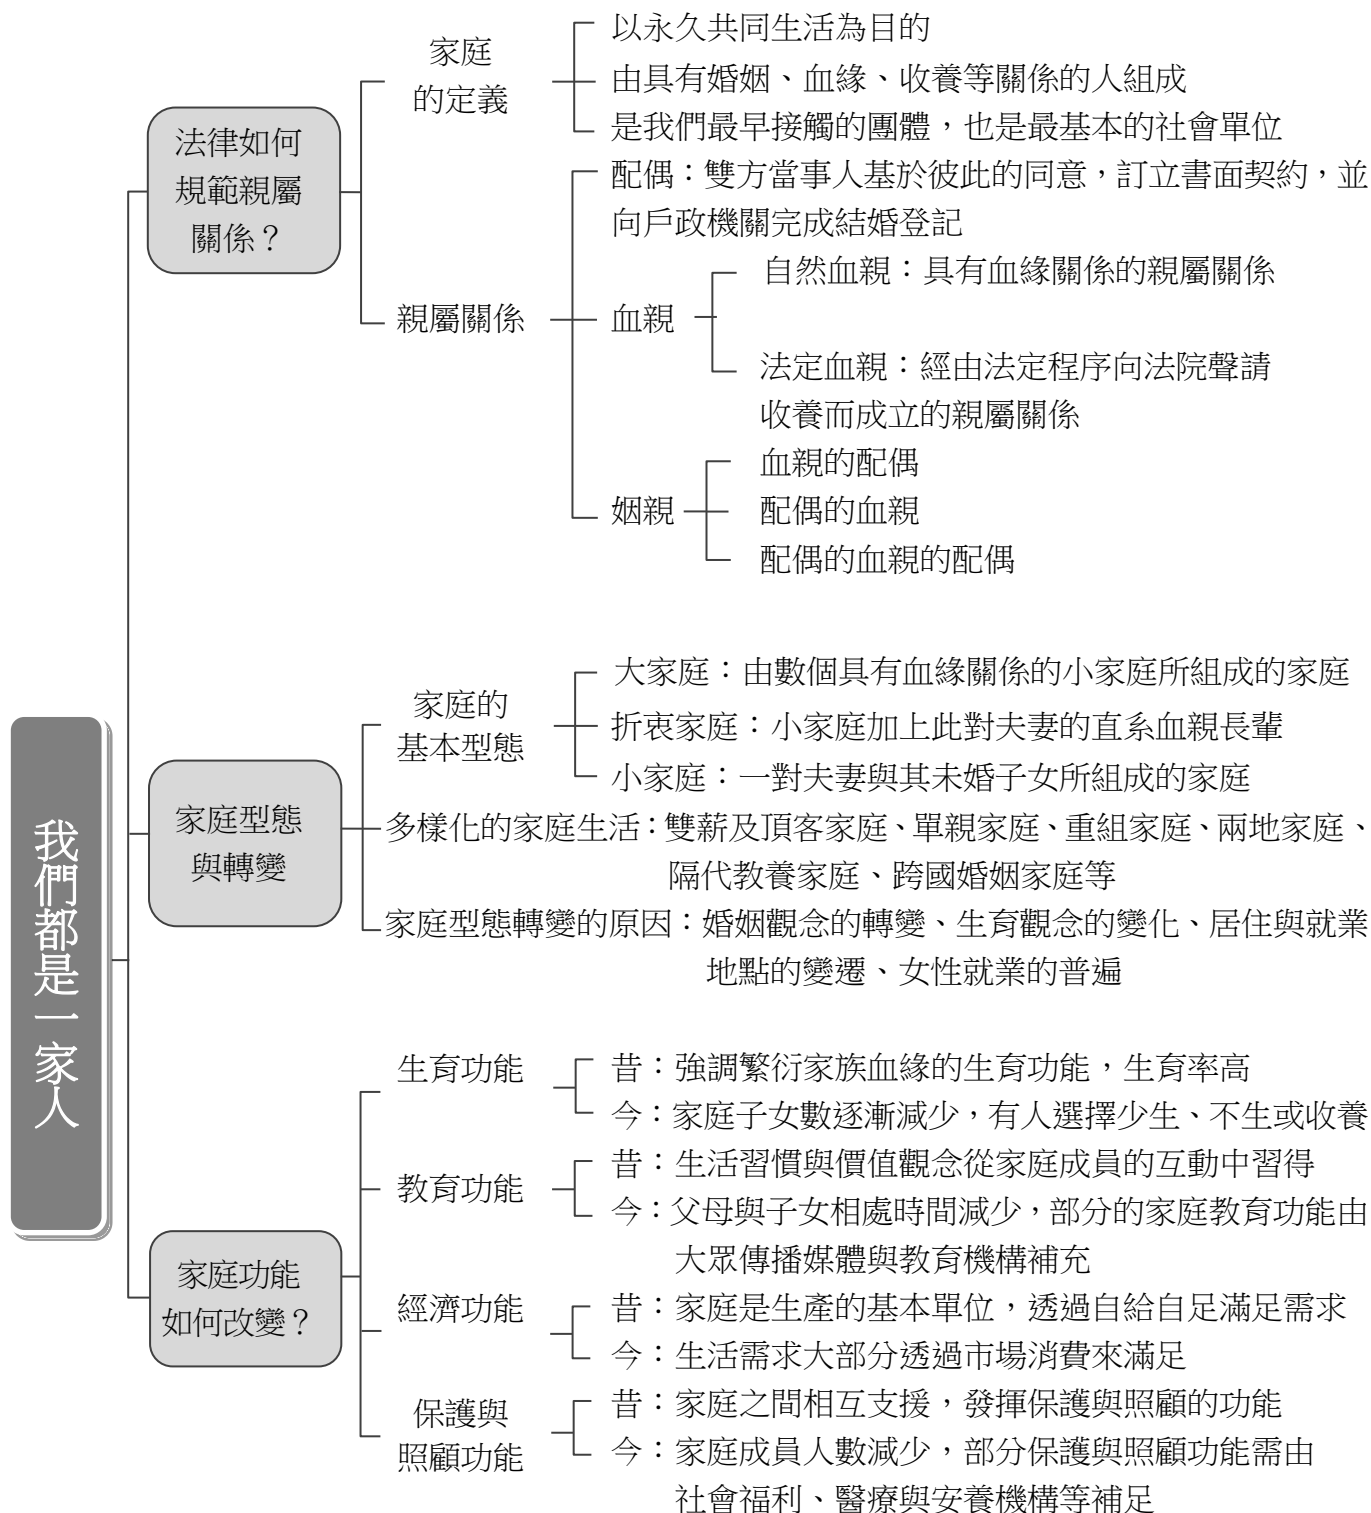 我們都是一家人
法律如何
規範親屬
關係？
家庭
的定義
以永久共同生活為目的
由具有婚姻、血緣、收養等關係的人組成
是我們最早接觸的團體，也是最基本的社會單位
親屬關係
配偶：雙方當事人基於彼此的同意，訂立書面契約，並
向戶政機關完成結婚登記
血親
自然血親：具有血緣關係的親屬關係
法定血親：經由法定程序向法院聲請
收養而成立的親屬關係
姻親
血親的配偶
配偶的血親
配偶的血親的配偶
家庭型態
與轉變
家庭的
基本型態
大家庭：由數個具有血緣關係的小家庭所組成的家庭
折衷家庭：小家庭加上此對夫妻的直系血親長輩
小家庭：一對夫妻與其未婚子女所組成的家庭
多樣化的家庭生活：雙薪及頂客家庭、單親家庭、重組家庭、兩地家庭、
隔代教養家庭、跨國婚姻家庭等
家庭型態轉變的原因：婚姻觀念的轉變、生育觀念的變化、居住與就業
地點的變遷、女性就業的普遍
家庭功能
如何改變？
生育功能
昔：強調繁衍家族血緣的生育功能，生育率高
今：家庭子女數逐漸減少，有人選擇少生、不生或收養
教育功能
昔：生活習慣與價值觀念從家庭成員的互動中習得
今：父母與子女相處時間減少，部分的家庭教育功能由
大眾傳播媒體與教育機構補充
經濟功能
昔：家庭是生產的基本單位，透過自給自足滿足需求
今：生活需求大部分透過市場消費來滿足
保護與
照顧功能
昔：家庭之間相互支援，發揮保護與照顧的功能
今：家庭成員人數減少，部分保護與照顧功能需由
社會福利、醫療與安養機構等補足